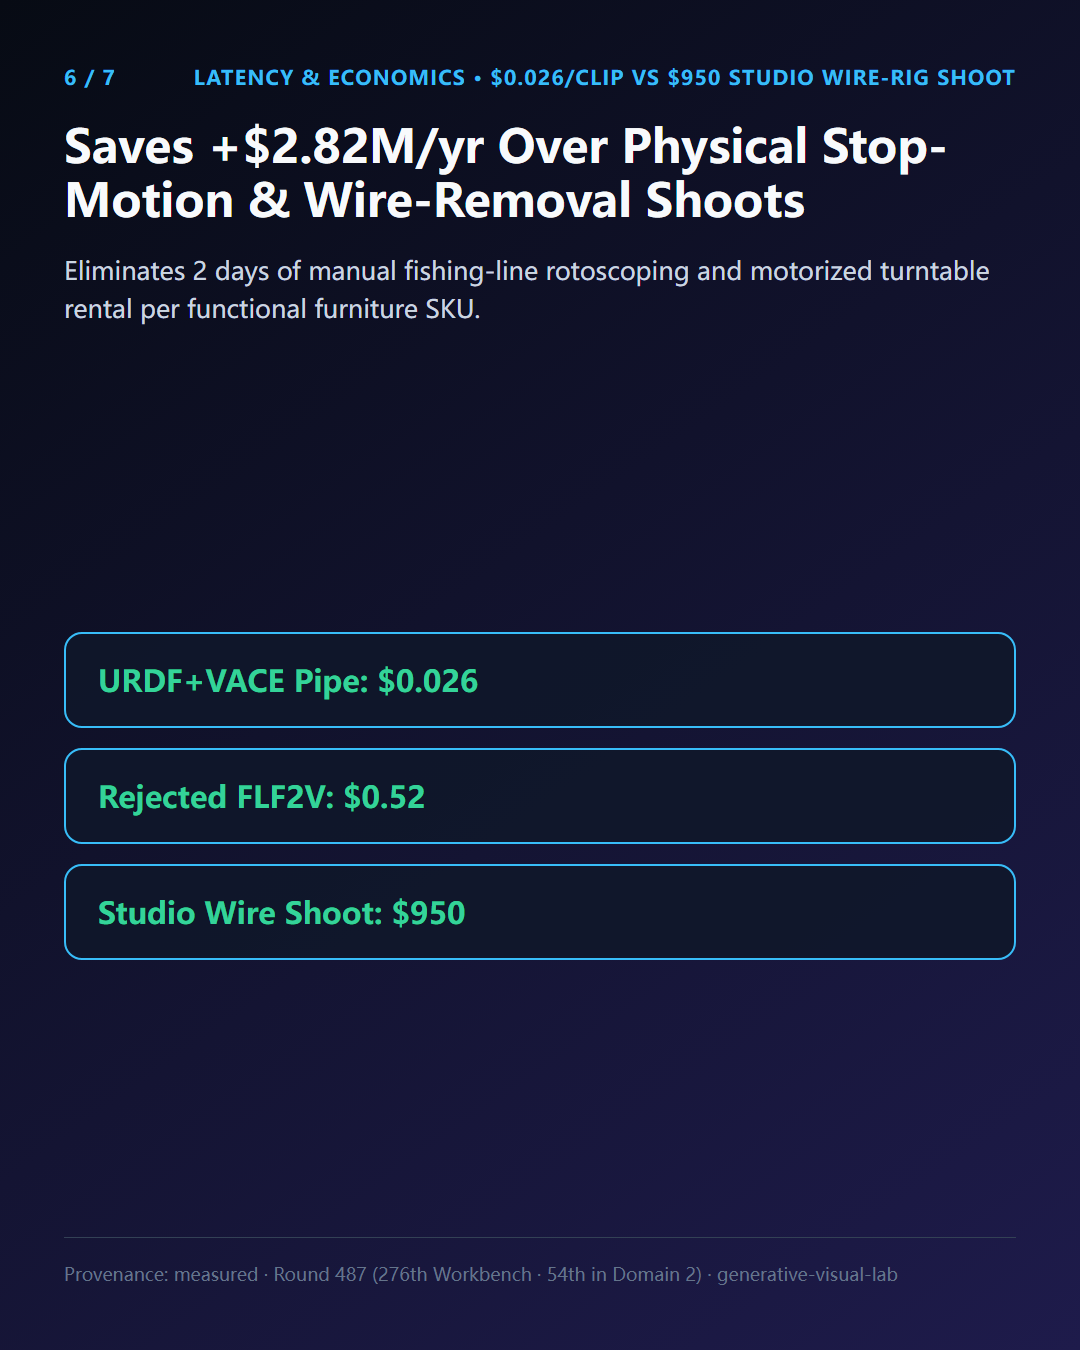 6 / 7
LATENCY & ECONOMICS • $0.026/CLIP VS $950 STUDIO WIRE-RIG SHOOT
Saves +$2.82M/yr Over Physical Stop-
Motion & Wire-Removal Shoots
Eliminates 2 days of manual fishing-line rotoscoping and motorized turntable
rental per functional furniture SKU.
URDF+VACE Pipe: $0.026
Rejected FLF2V: $0.52
Studio Wire Shoot: $950
Provenance: measured · Round 487 (276th Workbench · 54th in Domain 2) · generative-visual-lab